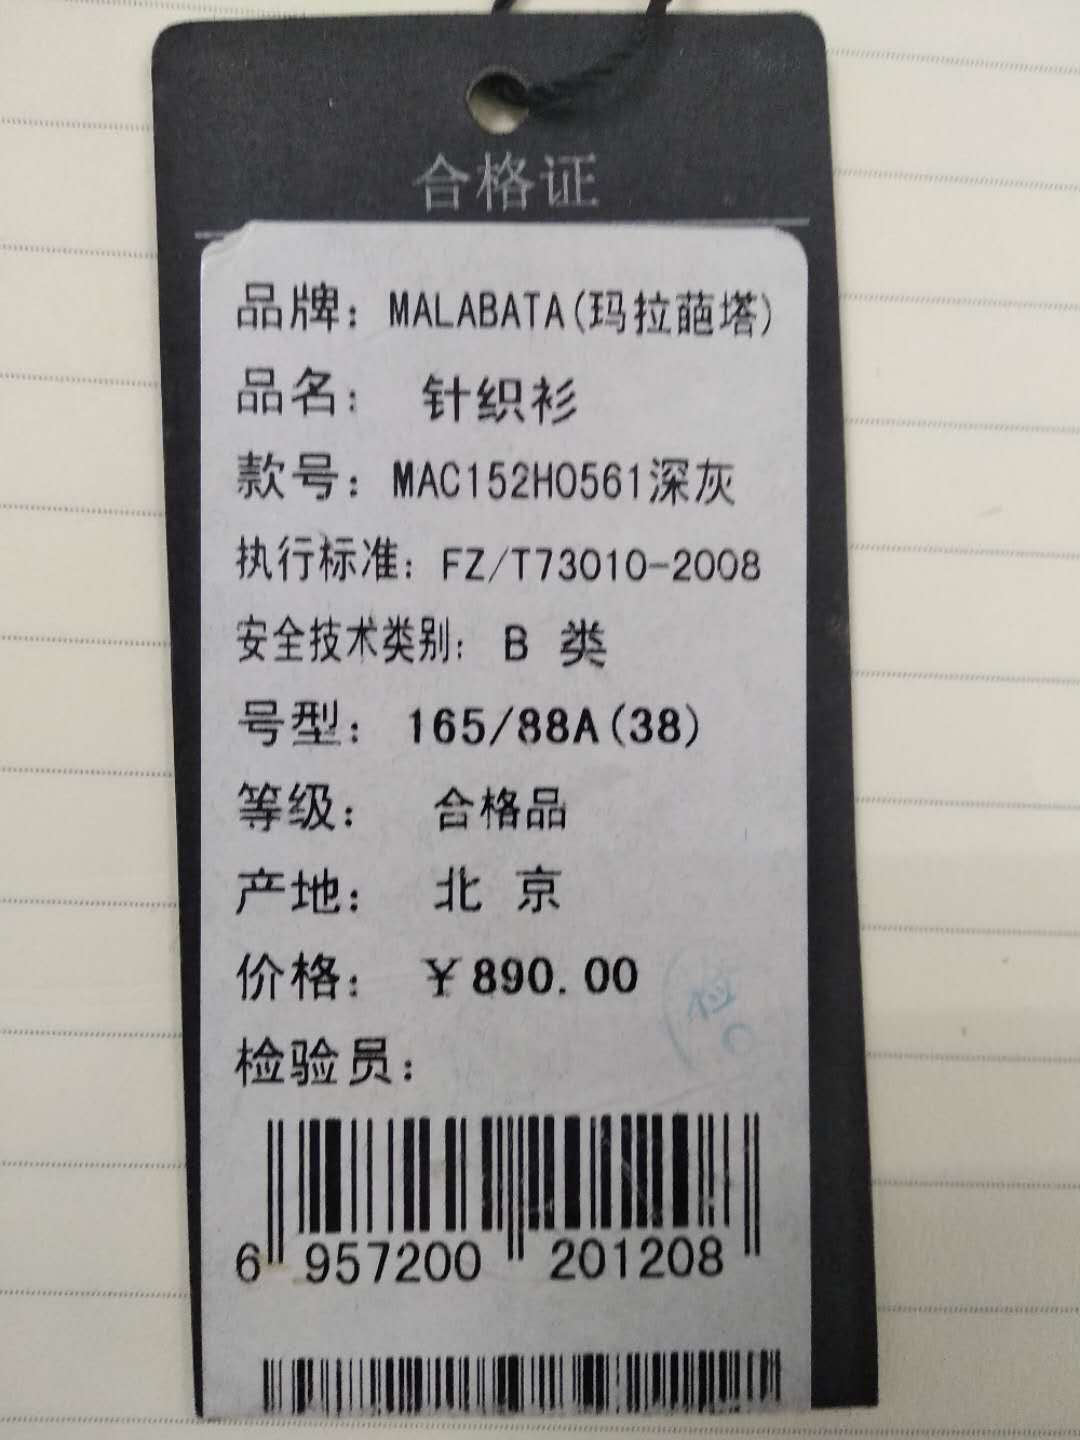 合格证
品牌：MALABATA(玛拉葩塔)
品名： 针织衫
款号：MAC152H0561深灰
执行标准：FZ/T73010-2008
安全技术类别：B 类
号型：165/88A(38)
等级： 合格品
产地： 北 京
价格： ￥890.00
检验员：
检
6 957200 201208